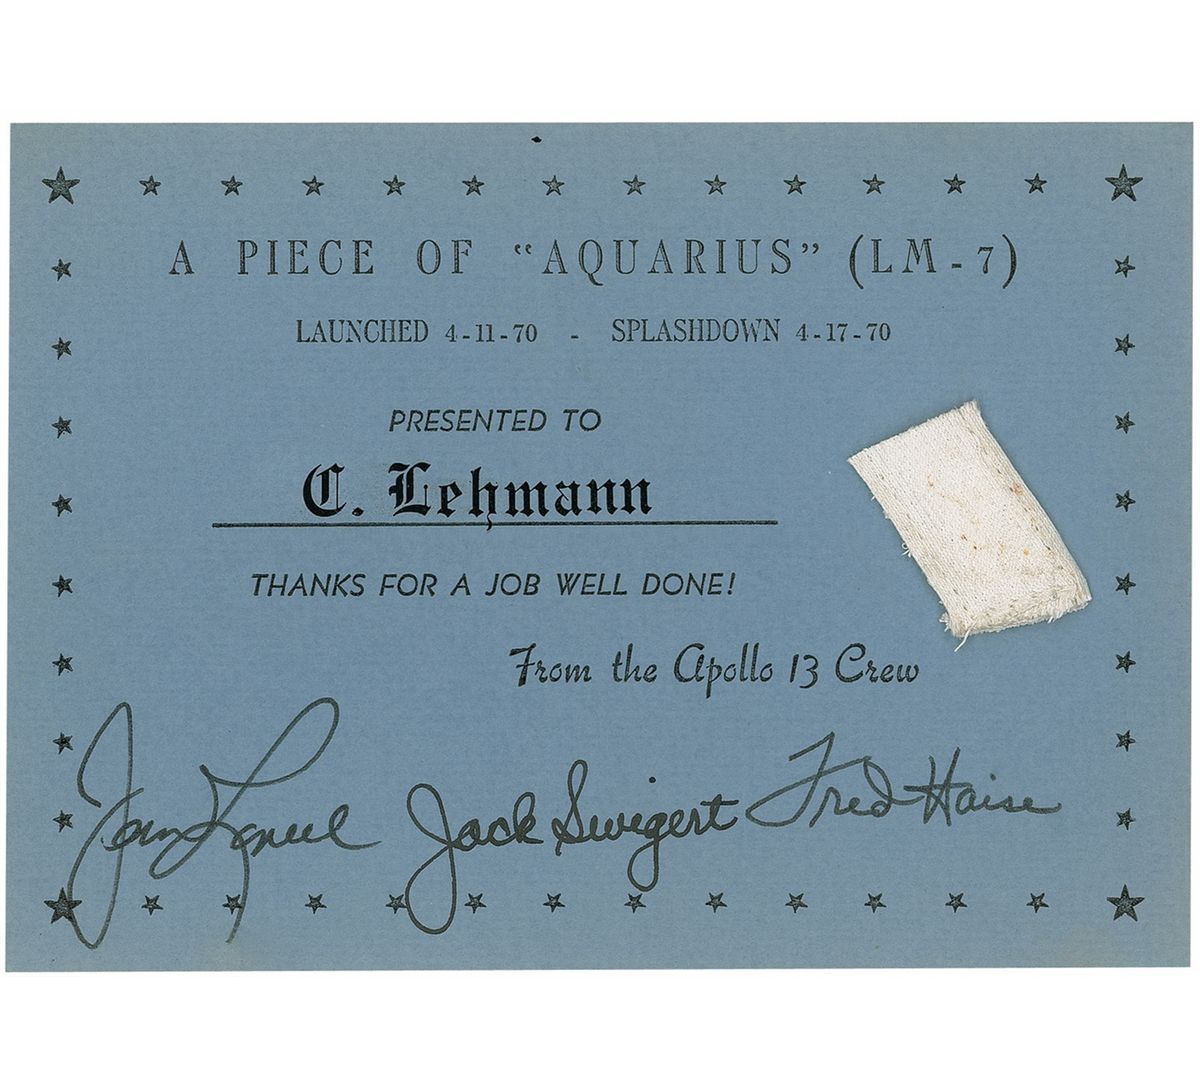 A PIECE OF “AQUARIUS” (LM - 7)
LAUNCHED 4-11-70 - SPLASHDOWN 4-17-70
PRESENTED TO
C. Lehmann
THANKS FOR A JOB WELL DONE!
From the Apollo 13 Crew
James Lovell Jack Swigert Fred Haise